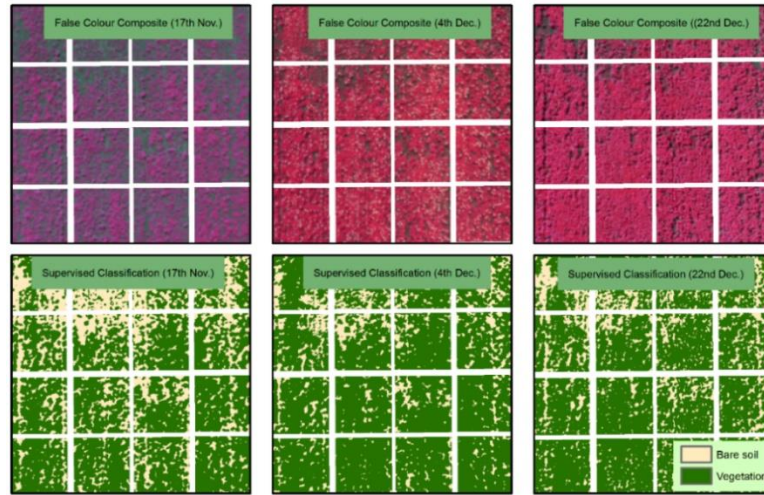 False Colour Composite (17th Nov.)
False Colour Composite (4th Dec.)
False Colour Composite ((22nd Dec.)
Supervised Classification (17th Nov.)
Supervised Classification (4th Dec.)
Supervised Classification (22nd Dec.)
Bare soil
Vegetation